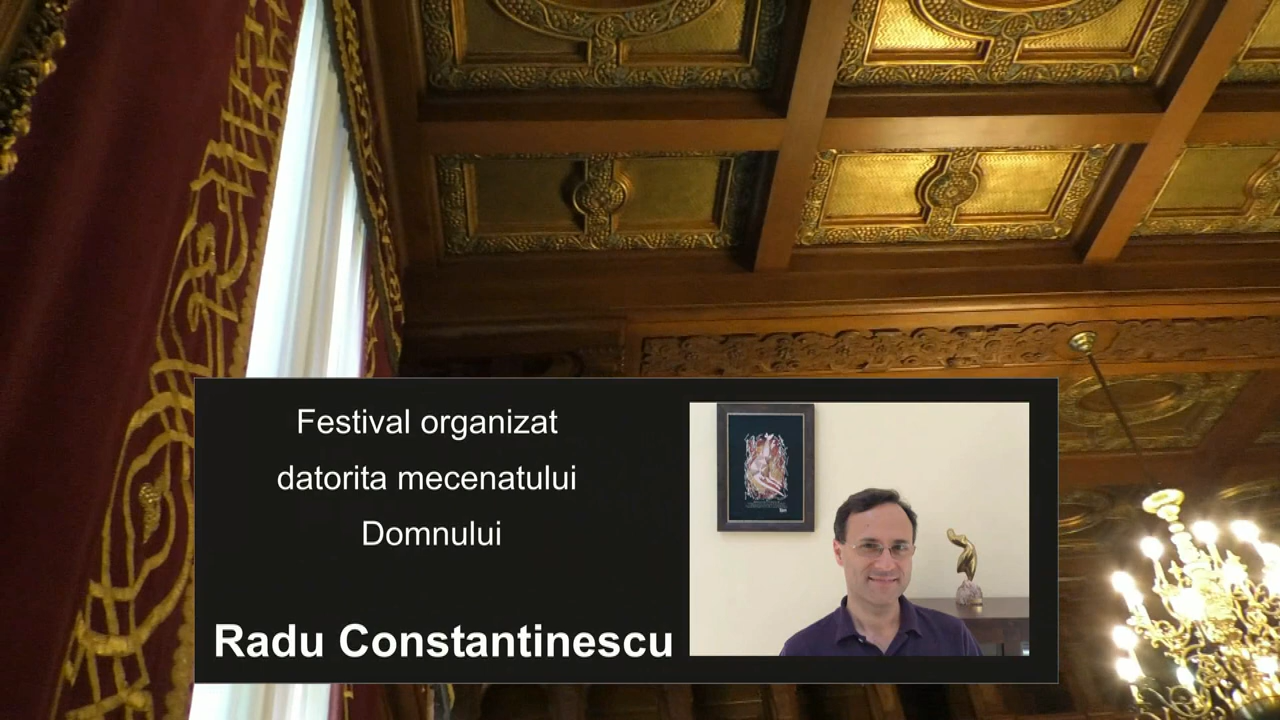 Festival organizat
datorita mecenatului
Domnului
Radu Constantinescu